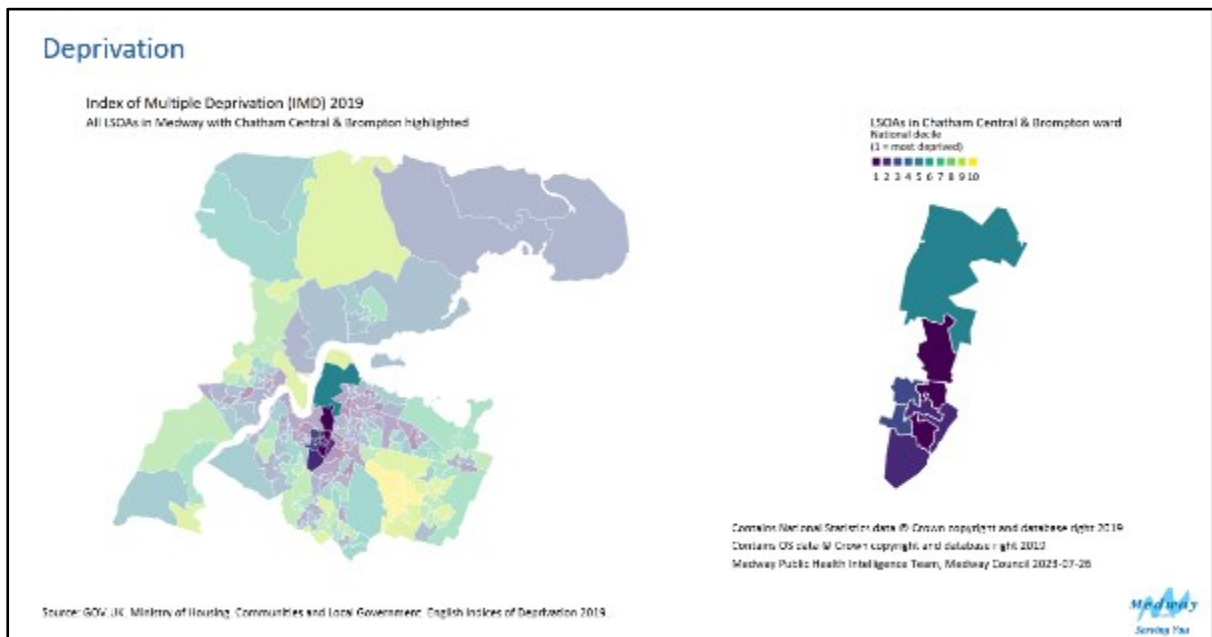 Deprivation
Index of Multiple Deprivation (IMD) 2019
All LSOAs in Medway with Chatham Central & Brompton highlighted
LSOAs in Chatham Central & Brompton ward
National decile
(1 = most deprived)
1 2 3 4 5 6 7 8 9 10
Contains National Statistics data © Crown copyright and database right 2019
Contains OS data © Crown copyright and database right 2019
Medway Public Health Intelligence Team, Medway Council 2023-07-26
Source: GOV.UK. Ministry of Housing, Communities and Local Government. English Indices of Deprivation 2019
Medway
Serving You